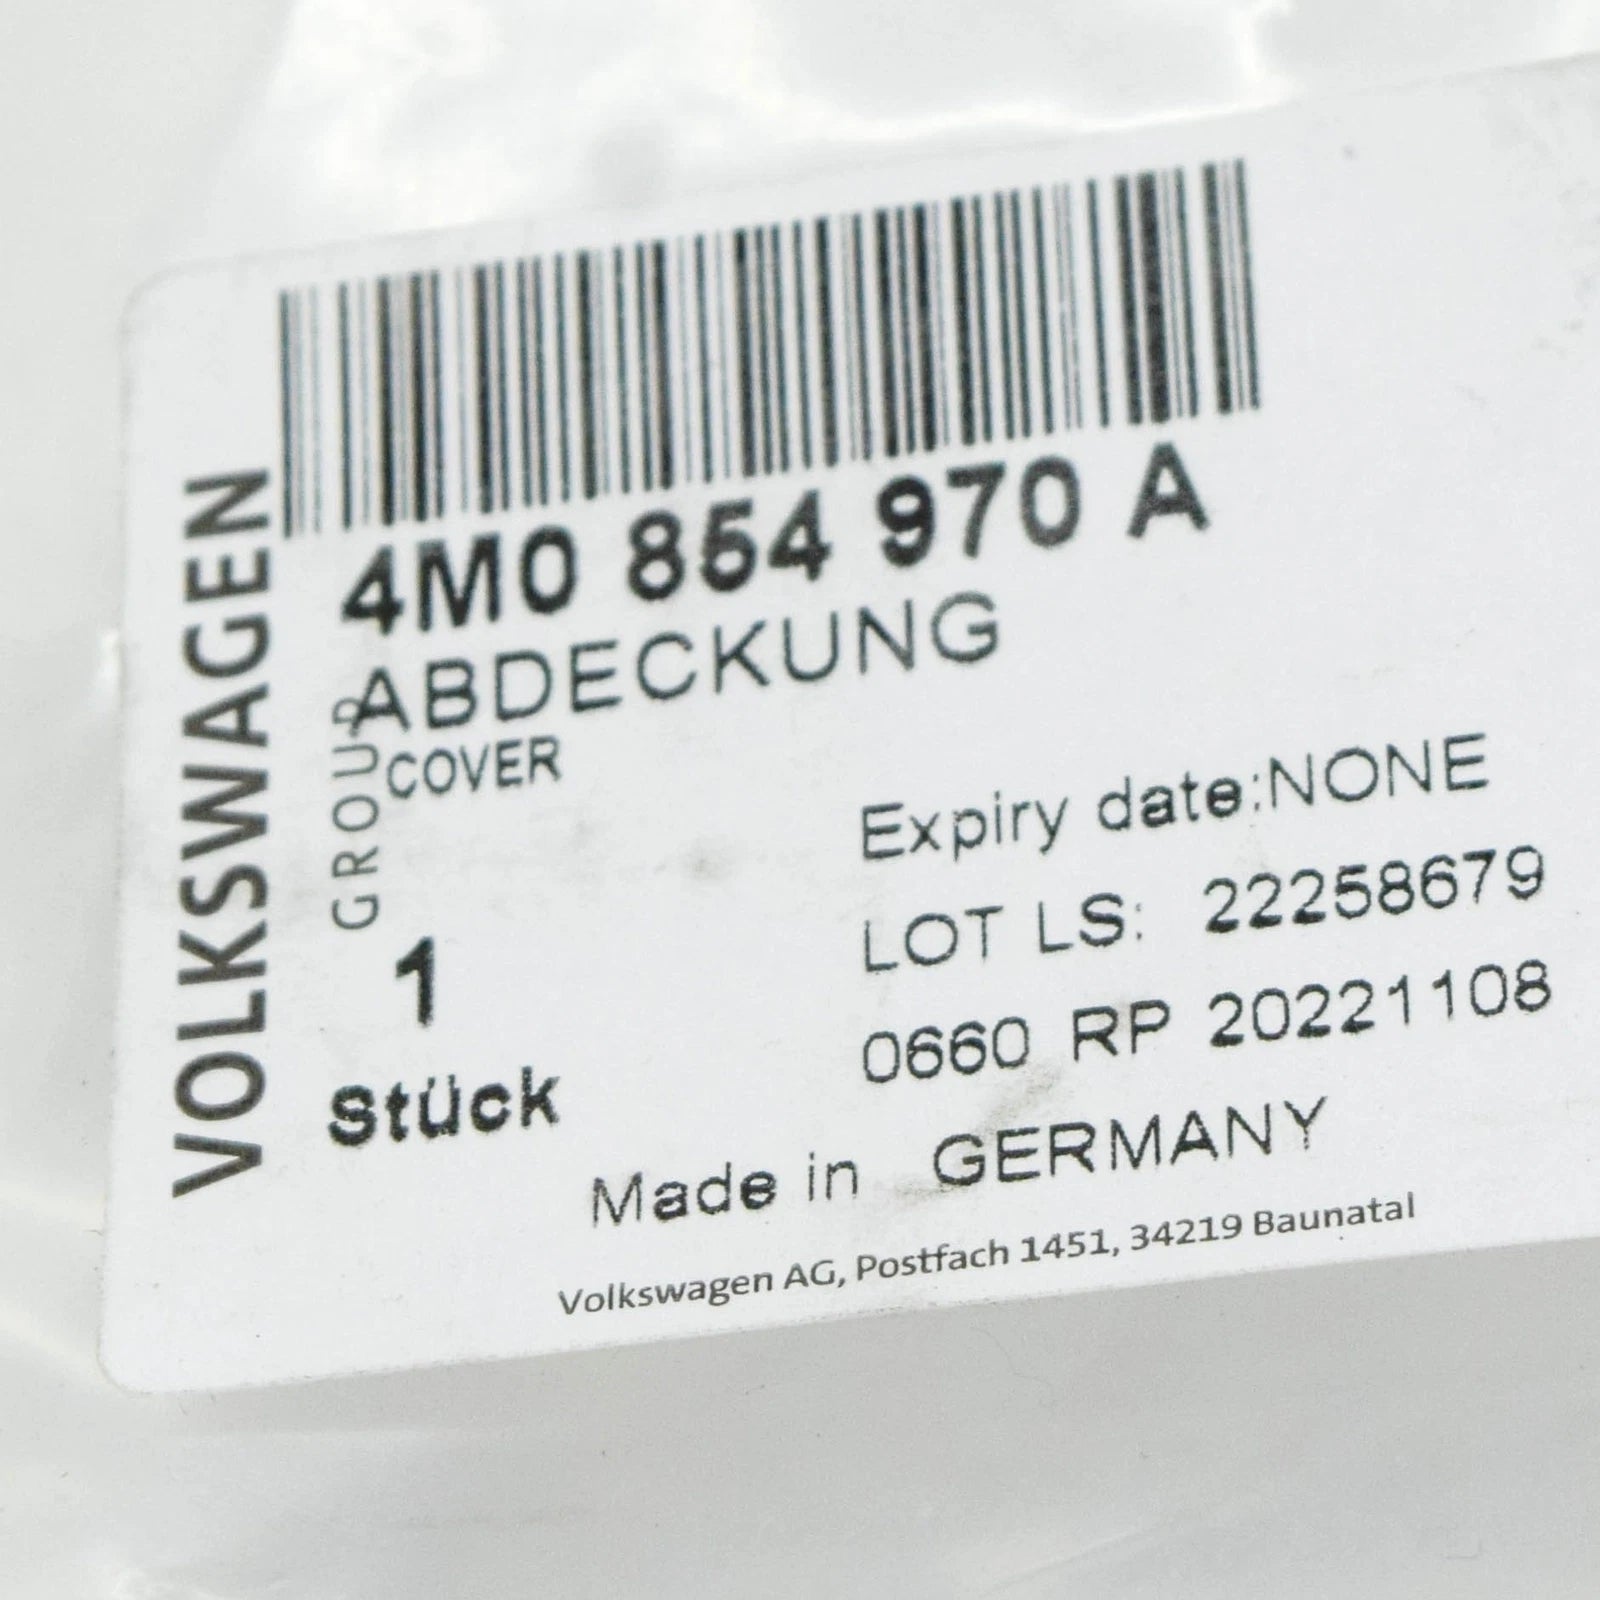 VOLKSWAGEN
GROUP
4M0 854 970 A
ABDECKUNG
COVER
Expiry date:NONE
LOT LS: 22258679
1
0660 RP 20221108
Stück
Made in GERMANY
Volkswagen AG, Postfach 1451, 34219 Baunatal